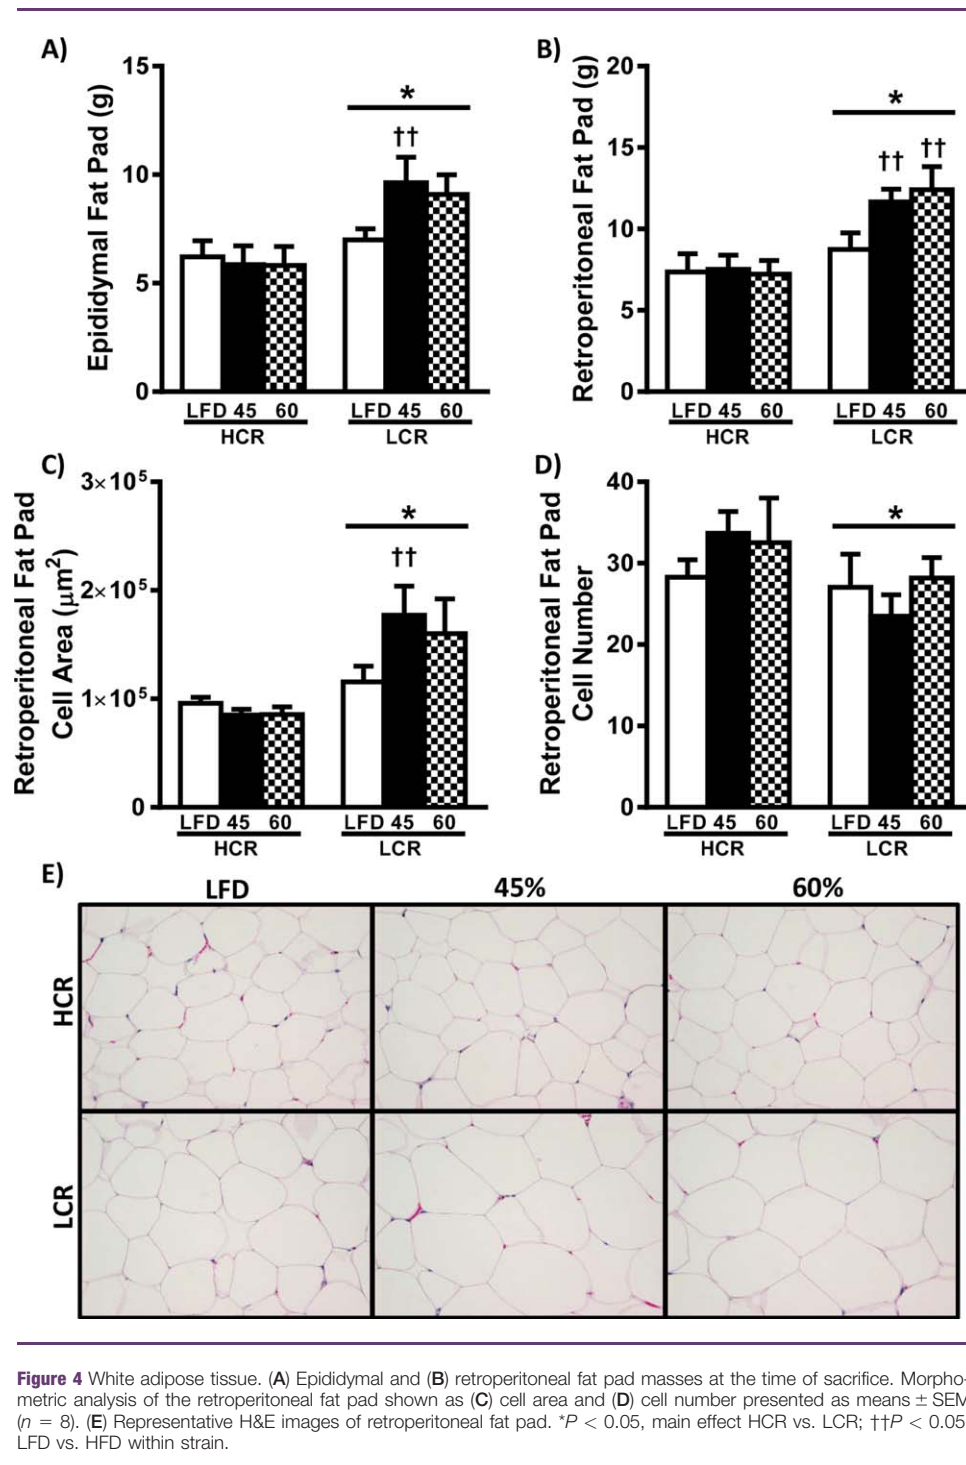 A)
Epididymal Fat Pad (g)
15
10
5
0
*
††
LFD 45 60
HCR
LFD 45 60
LCR
B)
Retroperitoneal Fat Pad (g)
20
15
10
5
0
*
††
††
LFD 45 60
HCR
LFD 45 60
LCR
C)
Retroperitoneal Fat Pad
Cell Area (μm²)
3×10⁵
2×10⁵
1×10⁵
0
*
††
LFD 45 60
HCR
LFD 45 60
LCR
D)
Retroperitoneal Fat Pad
Cell Number
40
30
20
10
0
*
LFD 45 60
HCR
LFD 45 60
LCR
E)
LFD 45% 60%
HCR
LCR
Figure 4 White adipose tissue. (A) Epididymal and (B) retroperitoneal fat pad masses at the time of sacrifice. Morpho-
metric analysis of the retroperitoneal fat pad shown as (C) cell area and (D) cell number presented as means ± SEM
(n = 8). (E) Representative H&E images of retroperitoneal fat pad. *P < 0.05, main effect HCR vs. LCR; ††P < 0.05
LFD vs. HFD within strain.